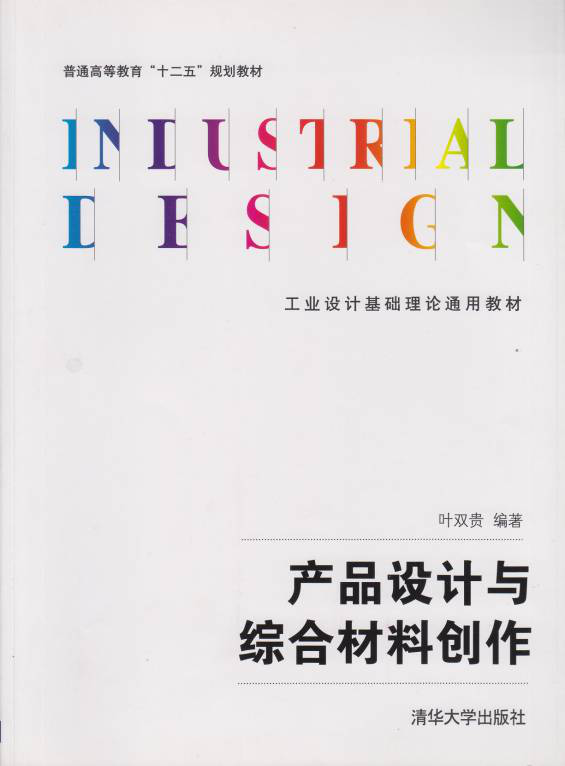 普通高等教育“十二五”规划教材
INDUSTRIAL
DESIGN
工业设计基础理论通用教材
叶双贵 编著
产品设计与
综合材料创作
清华大学出版社